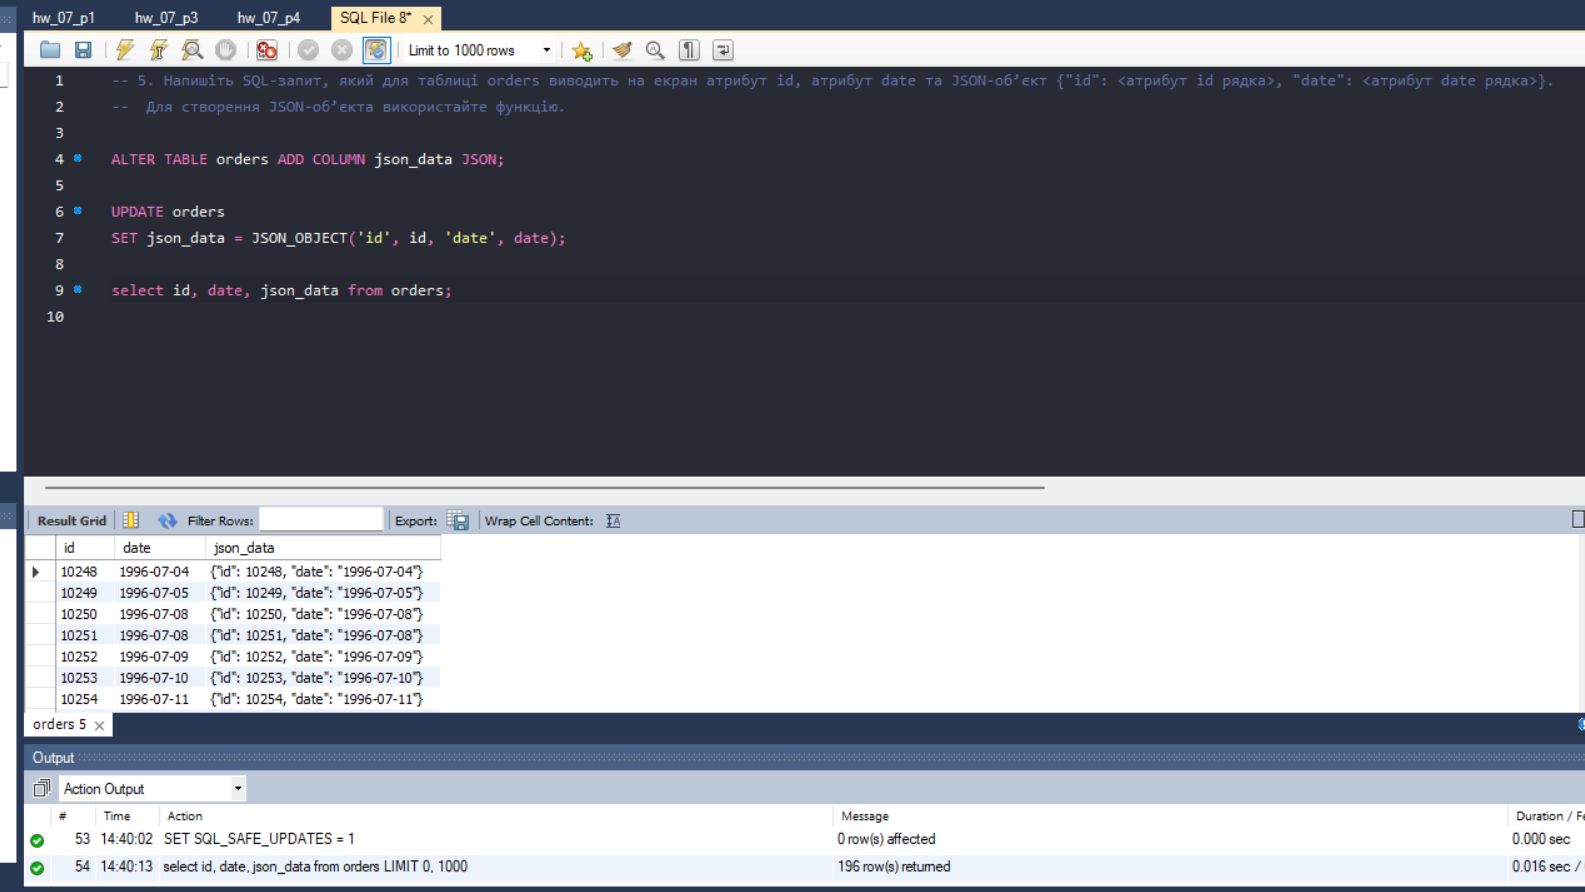 hw_07_p1 hw_07_p3 hw_07_p4 SQL File 8*
Limit to 1000 rows
1 -- 5. Напишіть SQL-запит, який для таблиці orders виводить на екран атрибут id, атрибут date та JSON-об’єкт {"id": <атрибут id рядка>, "date": <атрибут date рядка>}.
2 -- Для створення JSON-об’єкта використайте функцію.
3
4 ALTER TABLE orders ADD COLUMN json_data JSON;
5
6 UPDATE orders
7 SET json_data = JSON_OBJECT('id', id, 'date', date);
8
9 select id, date, json_data from orders;
10
Result Grid Filter Rows: Export: Wrap Cell Content:
id date json_data
10248 1996-07-04 {"id": 10248, "date": "1996-07-04"}
10249 1996-07-05 {"id": 10249, "date": "1996-07-05"}
10250 1996-07-08 {"id": 10250, "date": "1996-07-08"}
10251 1996-07-08 {"id": 10251, "date": "1996-07-08"}
10252 1996-07-09 {"id": 10252, "date": "1996-07-09"}
10253 1996-07-10 {"id": 10253, "date": "1996-07-10"}
10254 1996-07-11 {"id": 10254, "date": "1996-07-11"}
orders 5
Output
Action Output
# Time Action Message Duration / Fe
53 14:40:02 SET SQL_SAFE_UPDATES = 1 0 row(s) affected 0.000 sec
54 14:40:13 select id, date, json_data from orders LIMIT 0, 1000 196 row(s) returned 0.016 sec /